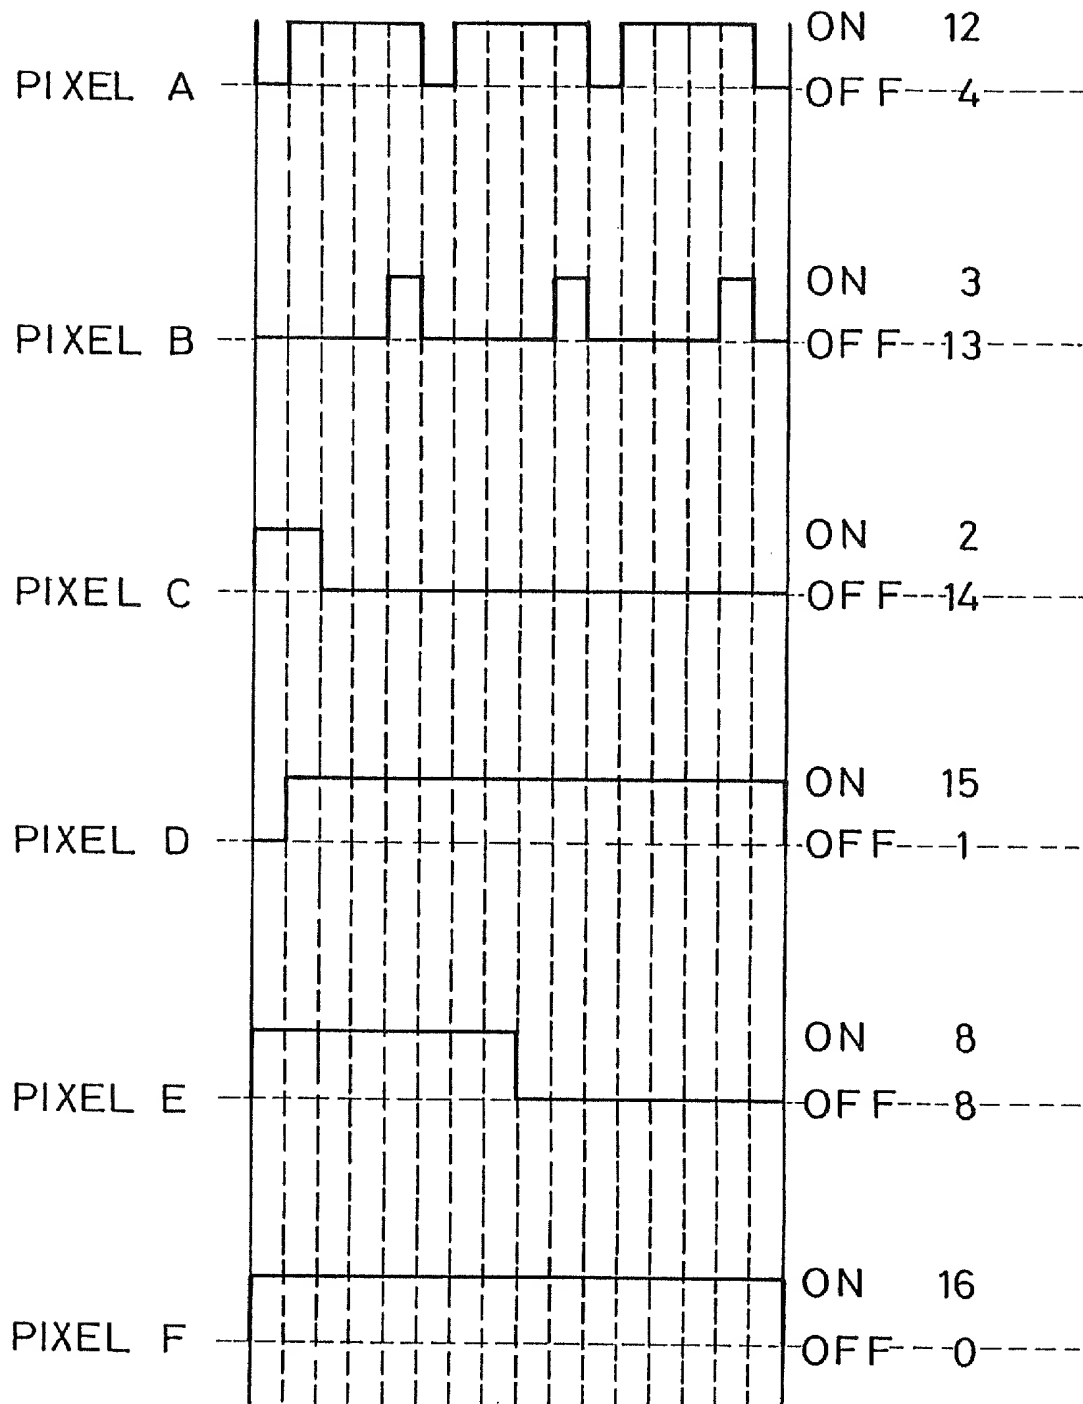 ON 12
PIXEL A OFF 4
ON 3
PIXEL B OFF 13
ON 2
PIXEL C OFF 14
ON 15
PIXEL D OFF 1
ON 8
PIXEL E OFF 8
ON 16
PIXEL F OFF 0